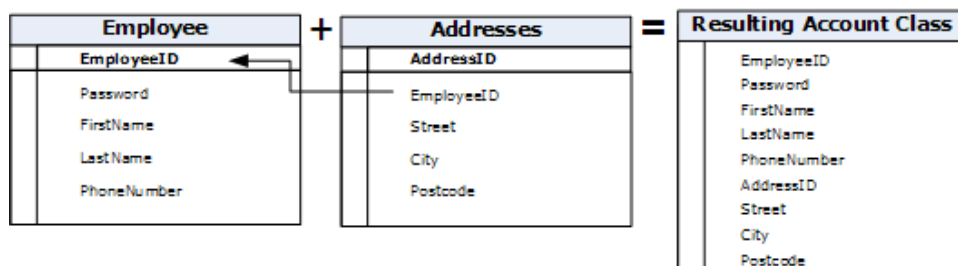 Employee
EmployeeID
Password
FirstName
LastName
PhoneNumber
+
Addresses
AddressID
EmployeeID
Street
City
Postcode
=
Resulting Account Class
EmployeeID
Password
FirstName
LastName
PhoneNumber
AddressID
Street
City
Postcode